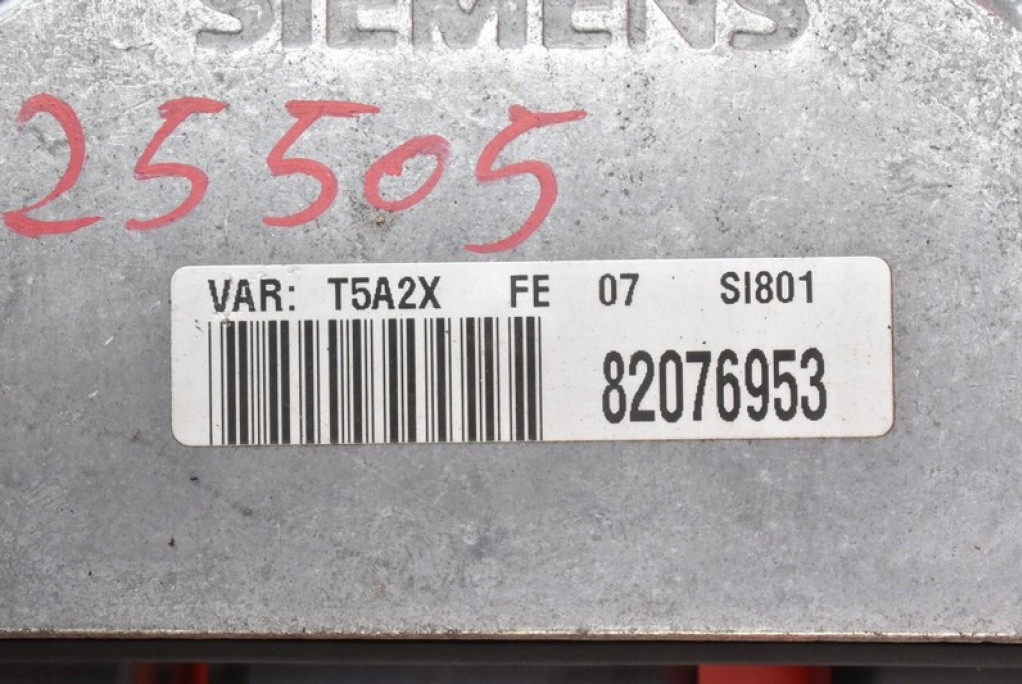 SIEMENS
25505
VAR: T5A2X FE 07 SI801
82076953